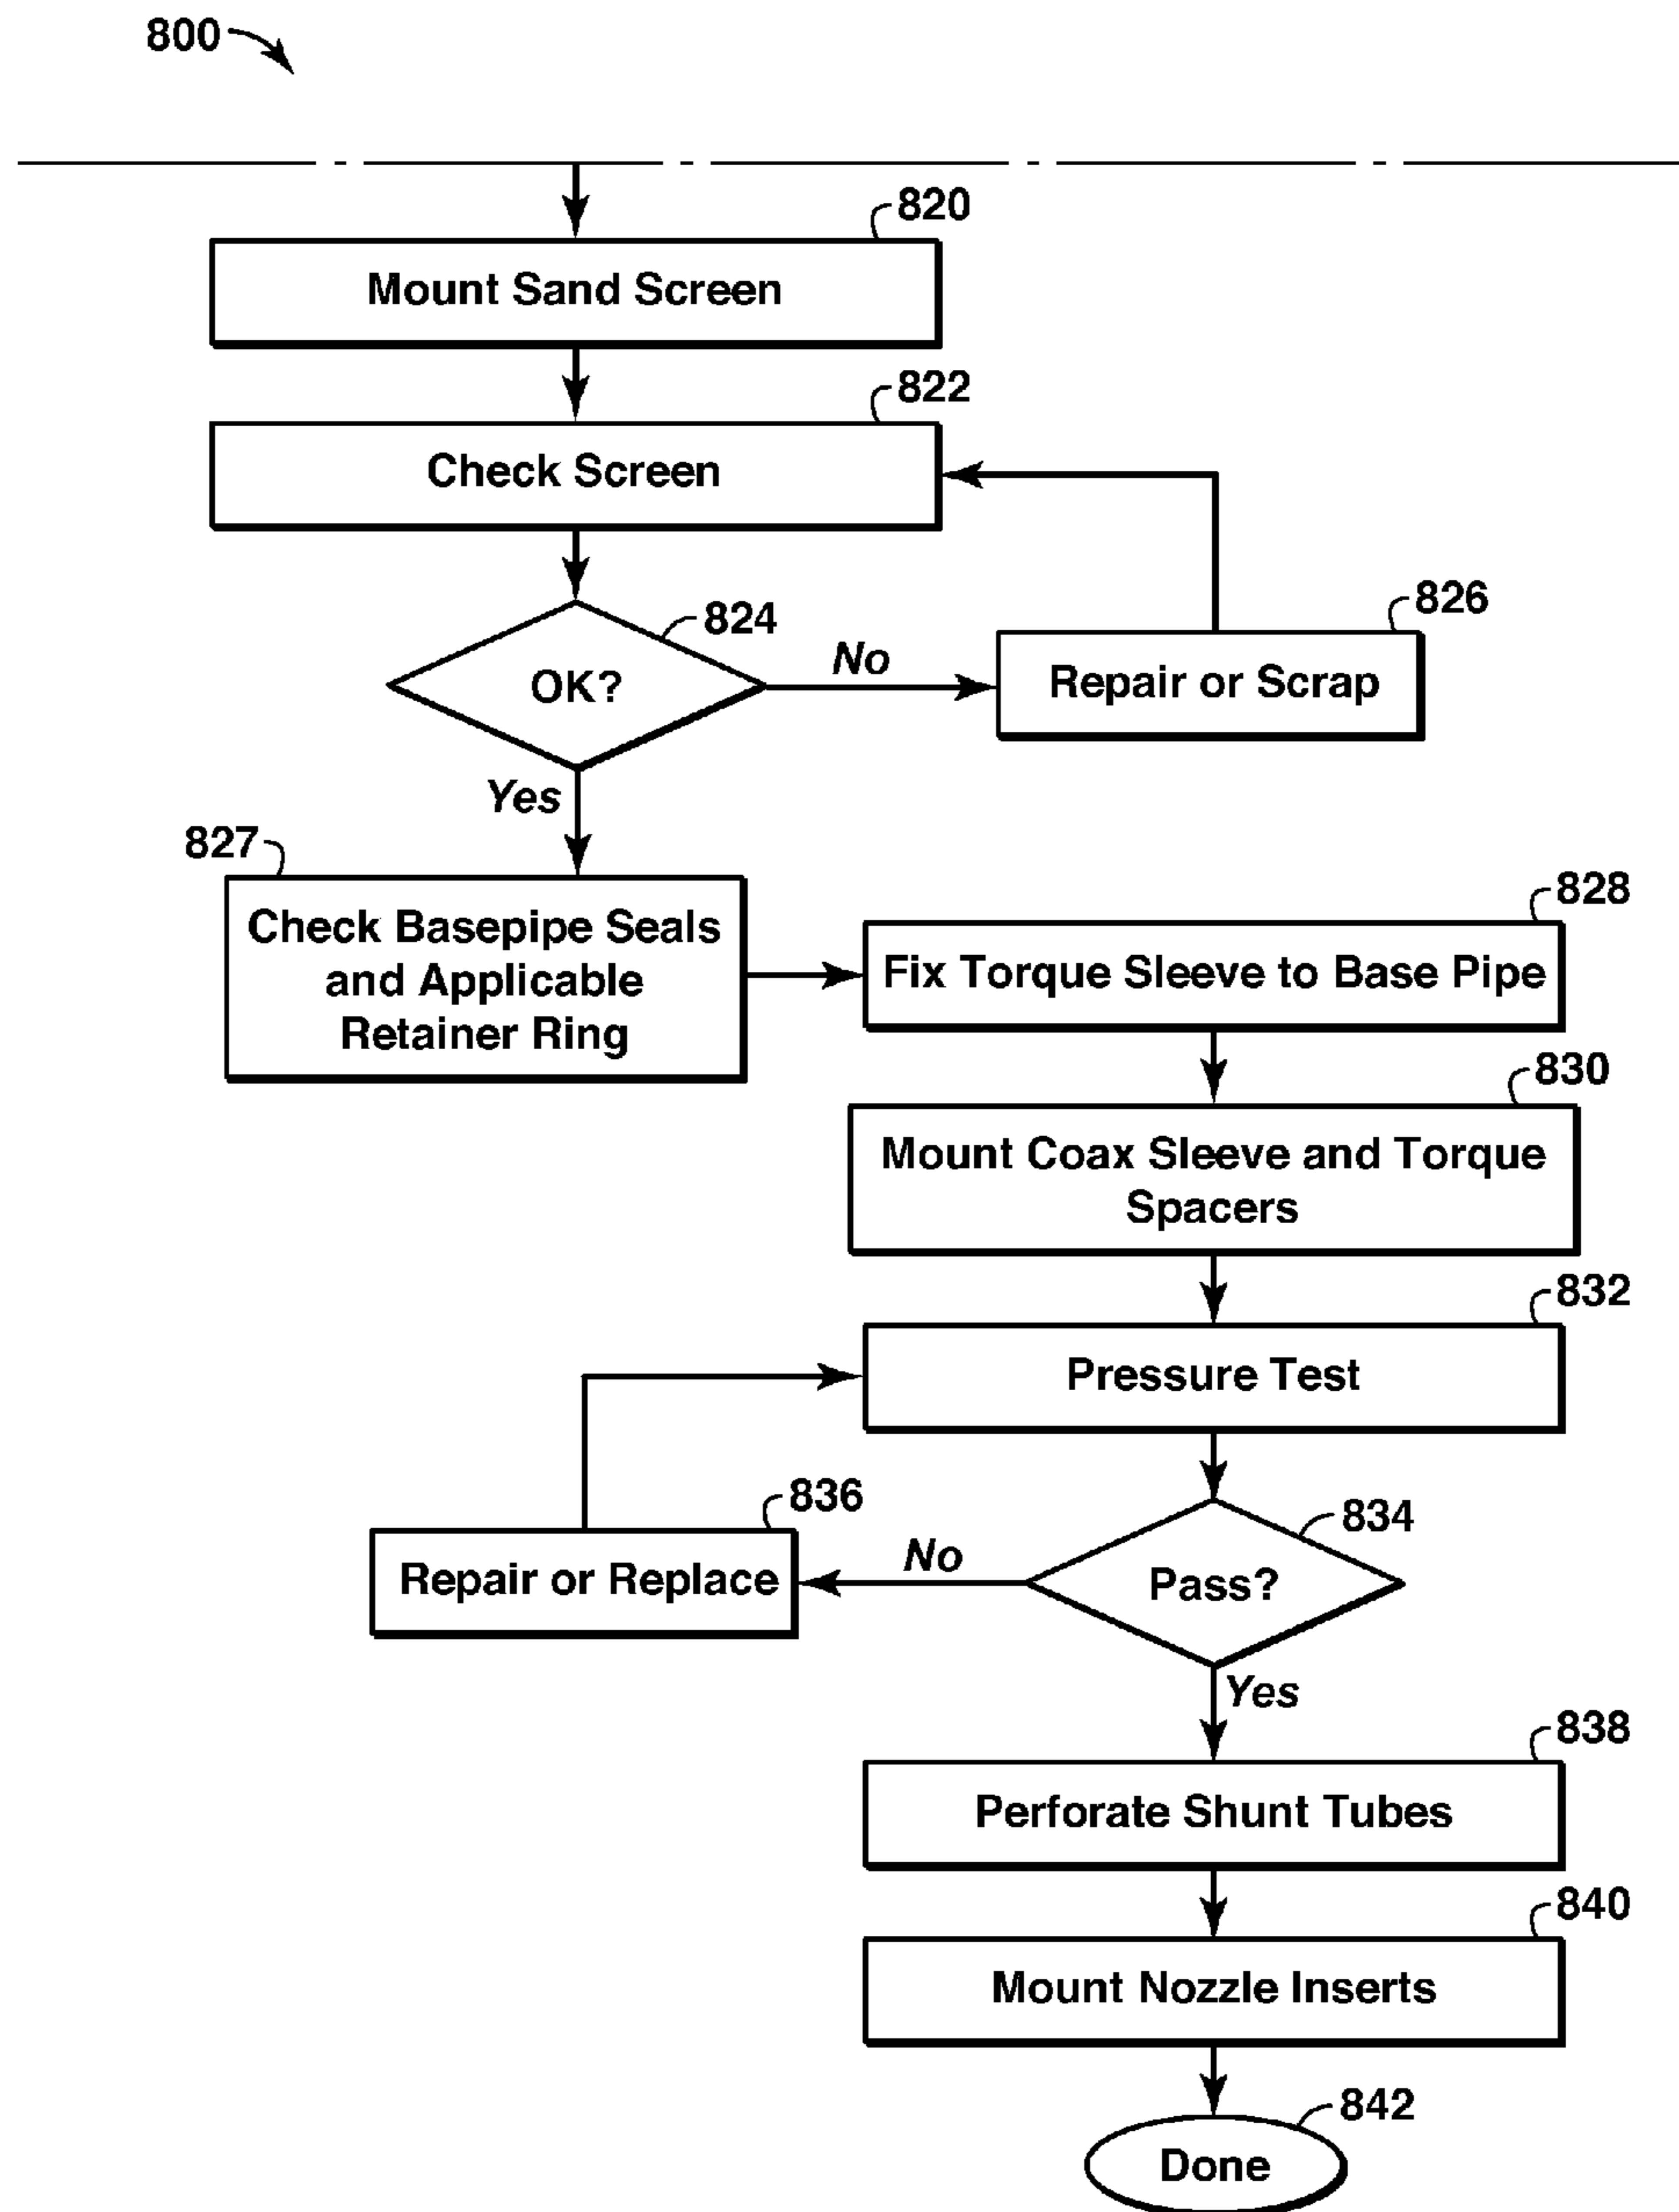 800
820
Mount Sand Screen
822
Check Screen
824
OK?
No
826
Repair or Scrap
Yes
827
Check Basepipe Seals
and Applicable
Retainer Ring
828
Fix Torque Sleeve to Base Pipe
830
Mount Coax Sleeve and Torque
Spacers
832
Pressure Test
834
Pass?
No
836
Repair or Replace
Yes
838
Perforate Shunt Tubes
840
Mount Nozzle Inserts
842
Done